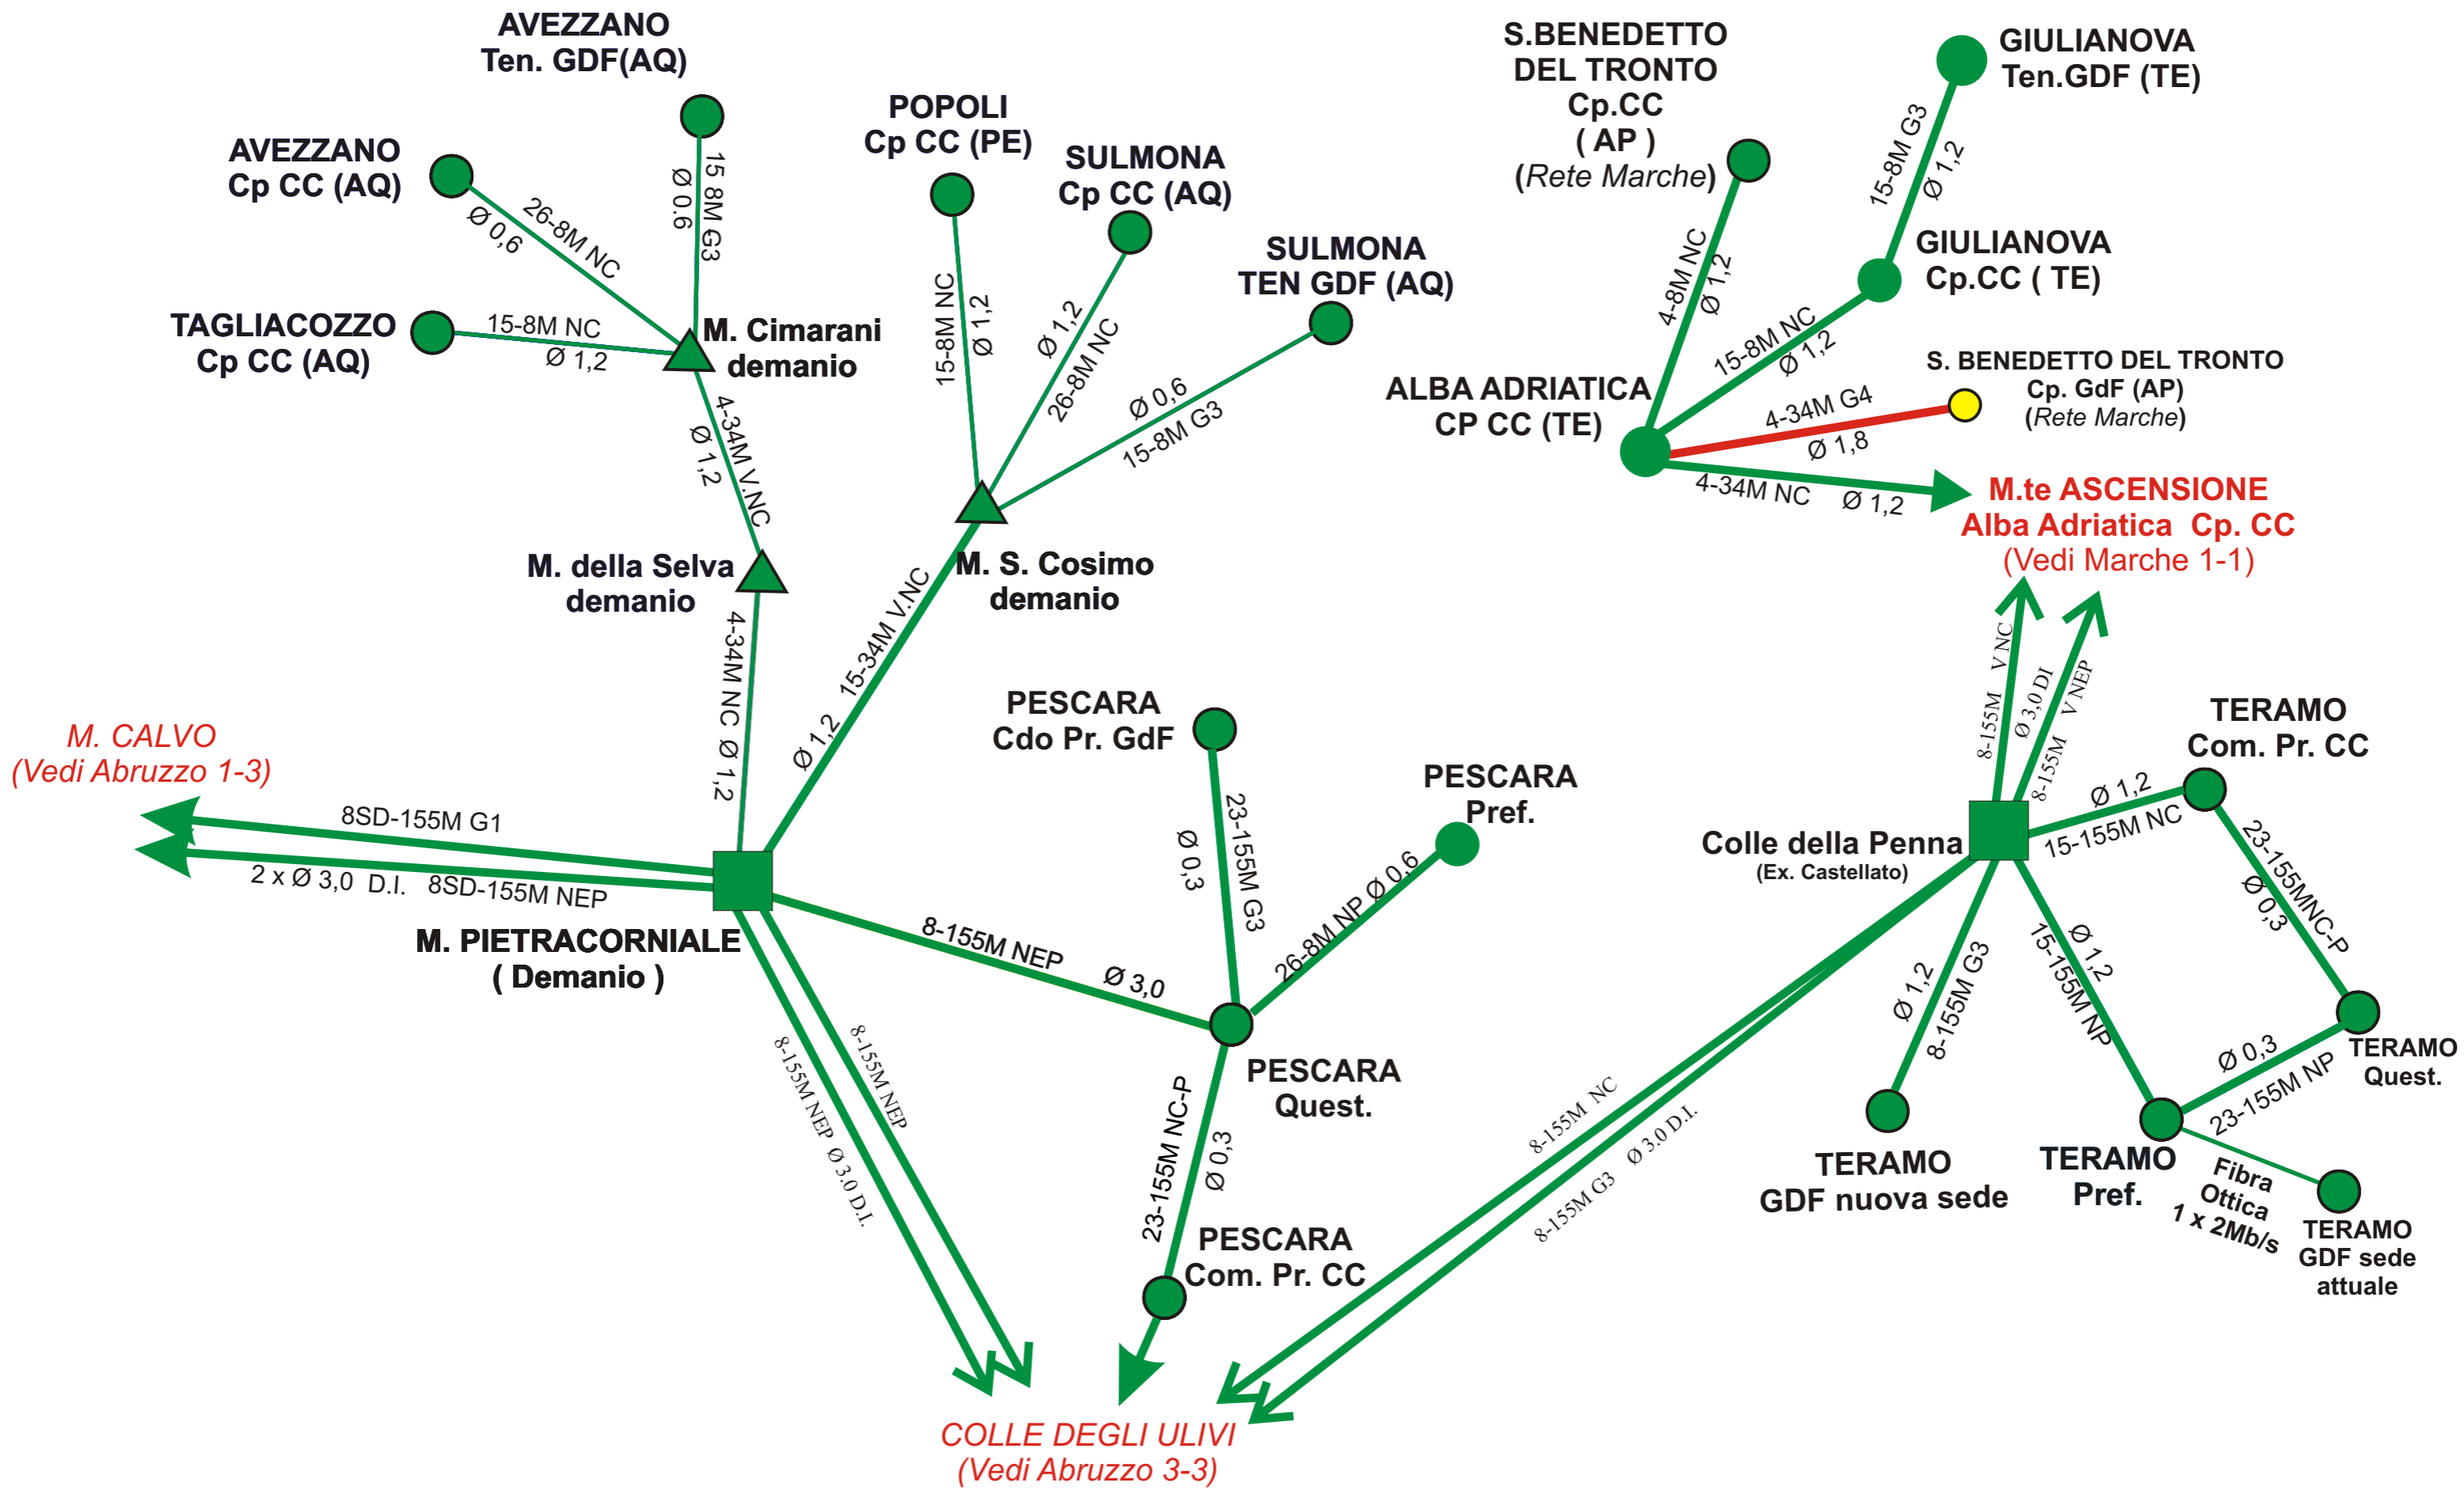 AVEZZANO
Ten. GDF(AQ)
AVEZZANO
Cp CC (AQ)
TAGLIACOZZO
Cp CC (AQ)
15 8M G3
Ø 0.6
26-8M NC
Ø 0,6
15-8M NC
Ø 1,2
M. Cimarani
demanio
4-34M V.NC
Ø 1,2
M. della Selva
demanio
4-34M NC Ø 1,2
POPOLI
Cp CC (PE)
SULMONA
Cp CC (AQ)
SULMONA
TEN GDF (AQ)
15-8M NC
Ø 1,2
Ø 1,2
26-8M NC
Ø 0,6
15-8M G3
M. S. Cosimo
demanio
Ø 1,2 15-34M V.NC
S.BENEDETTO
DEL TRONTO
Cp.CC
( AP )
(Rete Marche)
GIULIANOVA
Ten.GDF (TE)
15-8M G3
Ø 1,2
GIULIANOVA
Cp.CC ( TE)
4-8M NC
Ø 1,2
15-8M NC
Ø 1,2
ALBA ADRIATICA
CP CC (TE)
S. BENEDETTO DEL TRONTO
Cp. GdF (AP)
(Rete Marche)
4-34M G4
Ø 1,8
4-34M NC Ø 1,2
M.te ASCENSIONE
Alba Adriatica Cp. CC
(Vedi Marche 1-1)
8-155M V NC
Ø 3,0 DI
8-155M V NEP
M. CALVO
(Vedi Abruzzo 1-3)
8SD-155M G1
2 x Ø 3,0 D.I. 8SD-155M NEP
M. PIETRACORNIALE
( Demanio )
PESCARA
Cdo Pr. GdF
PESCARA
Pref.
23-155M G3
Ø 0,3
26-8M NP Ø 0,6
8-155M NEP Ø 3,0
PESCARA
Quest.
8-155M NEP
8-155M NEP Ø 3.0 D.I.
23-155M NC-P
Ø 0,3
PESCARA
Com. Pr. CC
COLLE DEGLI ULIVI
(Vedi Abruzzo 3-3)
Colle della Penna
(Ex. Castellato)
TERAMO
Com. Pr. CC
Ø 1,2
15-155M NC
23-155MNC-P
Ø 0,3
8-155M NC
8-155M G3 Ø 3.0 D.I.
Ø 1,2
8-155M G3
Ø 1,2
15-155M NP
TERAMO
Quest.
Ø 0,3
23-155M NP
TERAMO
GDF nuova sede
TERAMO
Pref.
Fibra
Ottica
1 x 2Mb/s
TERAMO
GDF sede
attuale